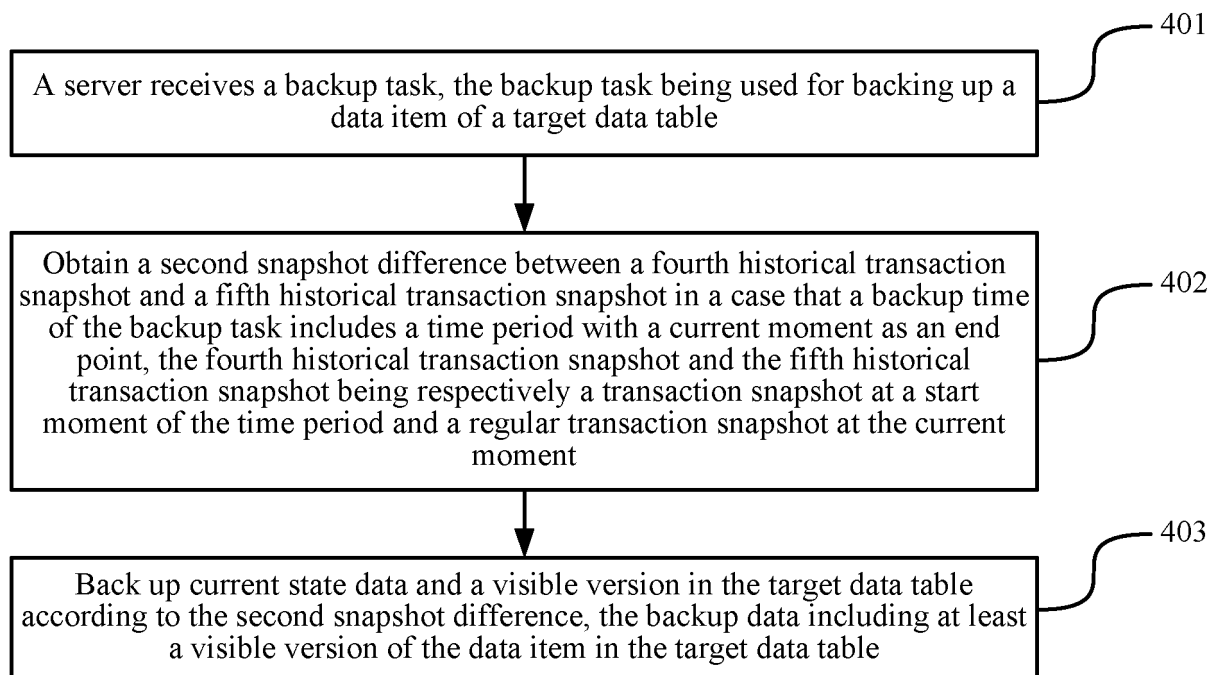 401
A server receives a backup task, the backup task being used for backing up a
data item of a target data table
402
Obtain a second snapshot difference between a fourth historical transaction
snapshot and a fifth historical transaction snapshot in a case that a backup time
of the backup task includes a time period with a current moment as an end
point, the fourth historical transaction snapshot and the fifth historical
transaction snapshot being respectively a transaction snapshot at a start
moment of the time period and a regular transaction snapshot at the current
moment
403
Back up current state data and a visible version in the target data table
according to the second snapshot difference, the backup data including at least
a visible version of the data item in the target data table